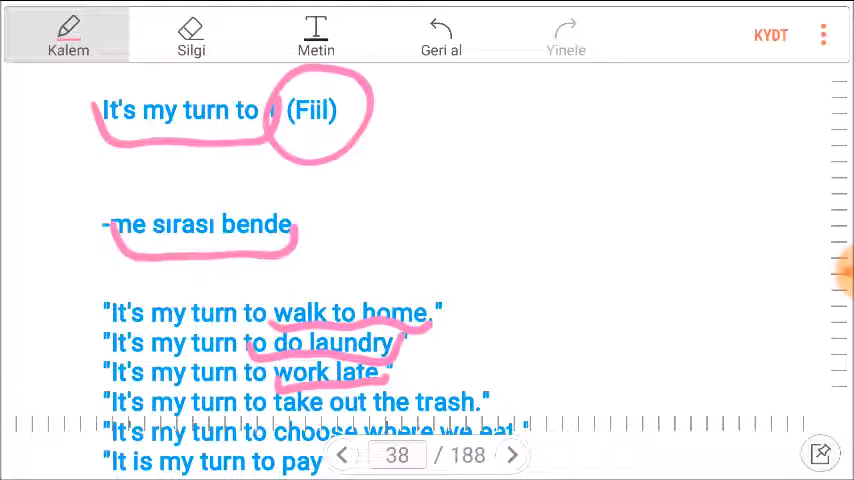 Kalem Silgi Metin Geri al Yinele KYDT
It's my turn to + (Fiil)
-me sırası bende
"It's my turn to walk to home."
"It's my turn to do laundry."
"It's my turn to work late."
"It's my turn to take out the trash."
"It's my turn to choose where we eat."
"It is my turn to pay
38 / 188